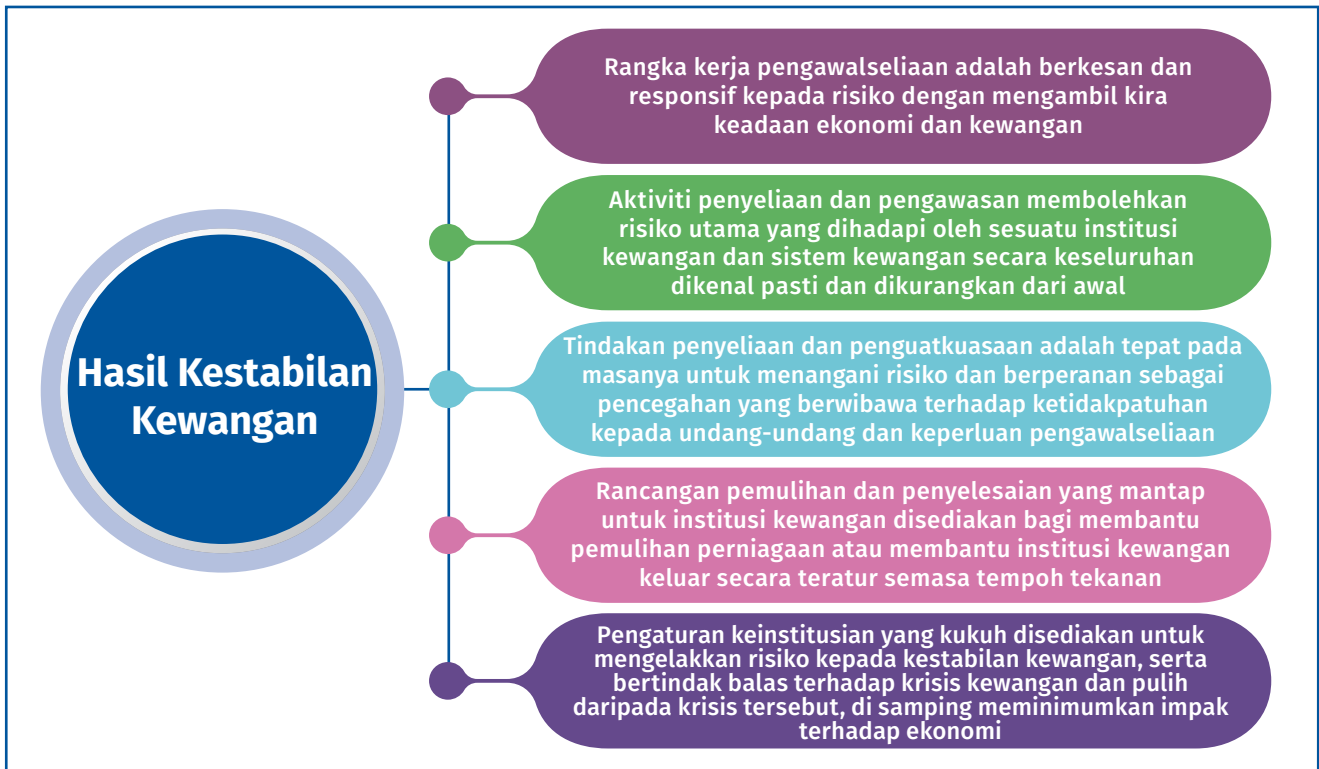 Hasil Kestabilan
Kewangan
Rangka kerja pengawalseliaan adalah berkesan dan
responsif kepada risiko dengan mengambil kira
keadaan ekonomi dan kewangan
Aktiviti penyeliaan dan pengawasan membolehkan
risiko utama yang dihadapi oleh sesuatu institusi
kewangan dan sistem kewangan secara keseluruhan
dikenal pasti dan dikurangkan dari awal
Tindakan penyeliaan dan penguatkuasaan adalah tepat pada
masanya untuk menangani risiko dan berperanan sebagai
pencegahan yang berwibawa terhadap ketidakpatuhan
kepada undang-undang dan keperluan pengawalseliaan
Rancangan pemulihan dan penyelesaian yang mantap
untuk institusi kewangan disediakan bagi membantu
pemulihan perniagaan atau membantu institusi kewangan
keluar secara teratur semasa tempoh tekanan
Pengaturan keinstitusian yang kukuh disediakan untuk
mengelakkan risiko kepada kestabilan kewangan, serta
bertindak balas terhadap krisis kewangan dan pulih
daripada krisis tersebut, di samping meminimumkan impak
terhadap ekonomi